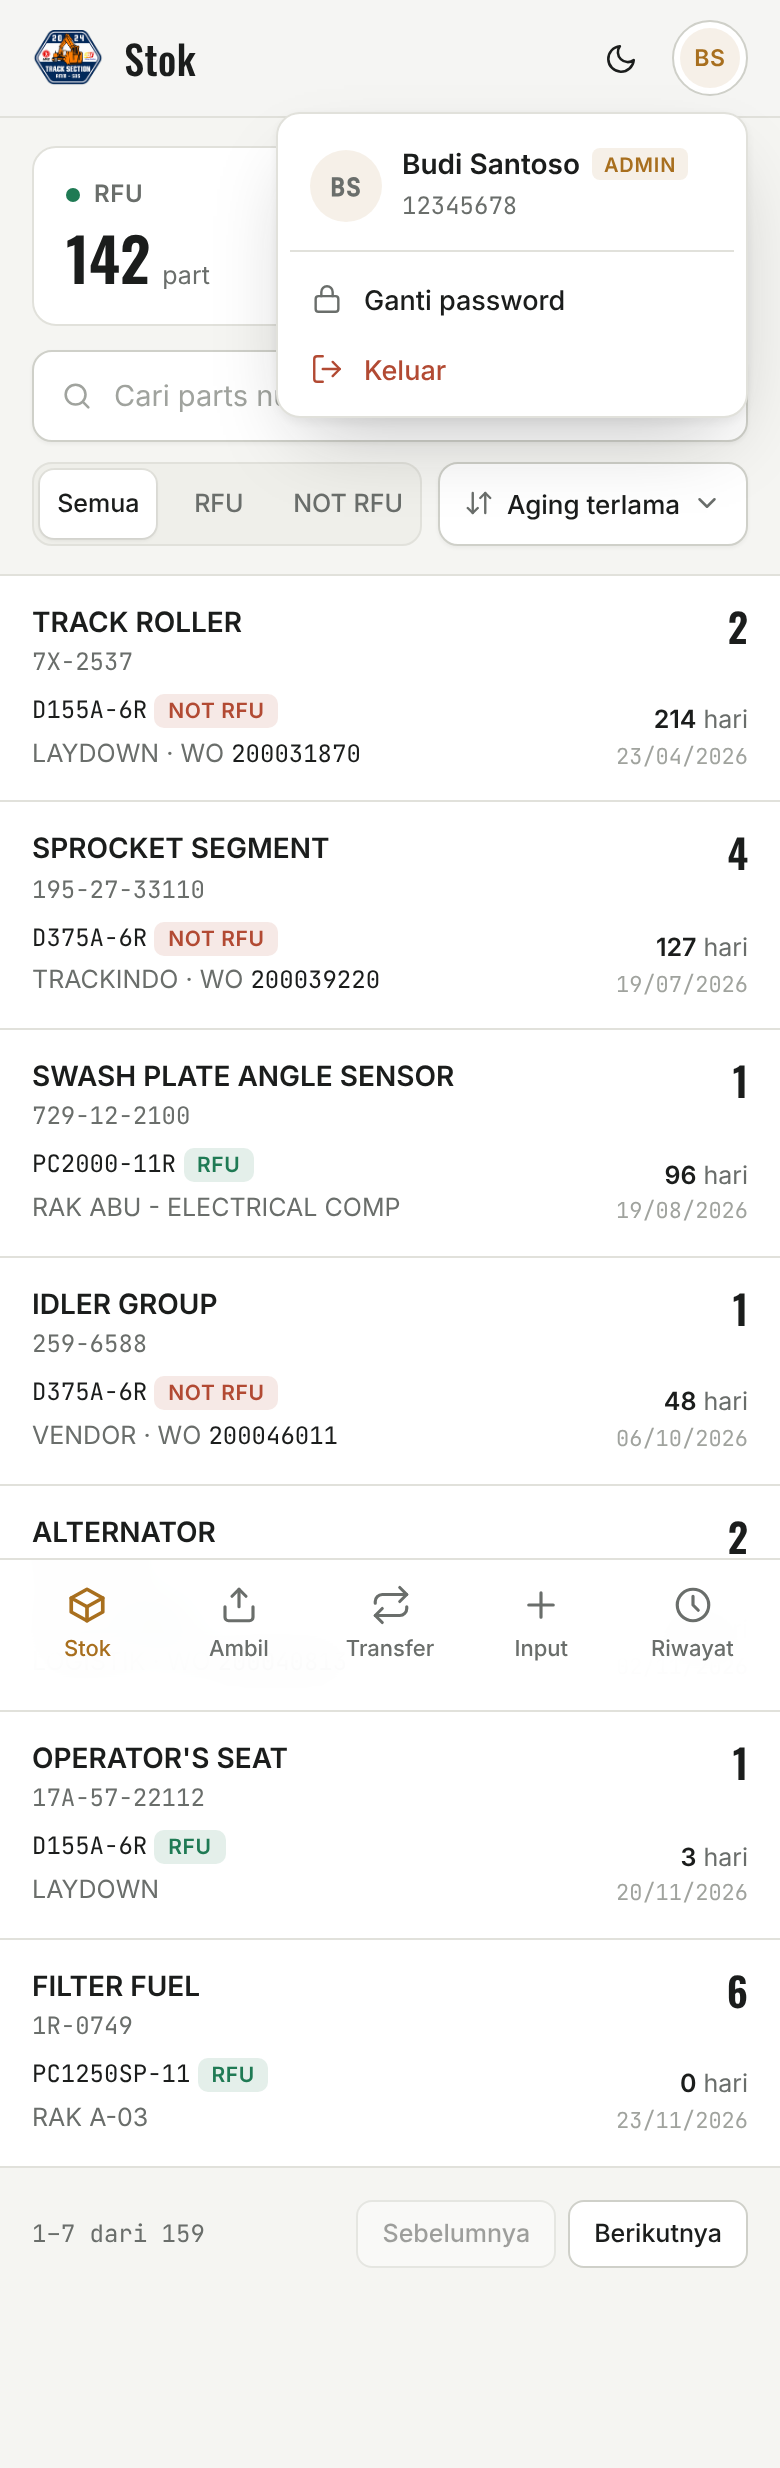 20 24
TRACK SECTION
Stok
BS
BS
Budi Santoso ADMIN
12345678
Ganti password
Keluar
RFU
142 part
Cari parts
Semua
RFU
NOT RFU
Aging terlama
TRACK ROLLER
2
7X-2537
D155A-6R NOT RFU
214 hari
LAYDOWN · WO 200031870
23/04/2026
SPROCKET SEGMENT
4
195-27-33110
D375A-6R NOT RFU
127 hari
TRACKINDO · WO 200039220
19/07/2026
SWASH PLATE ANGLE SENSOR
1
729-12-2100
PC2000-11R RFU
96 hari
RAK ABU - ELECTRICAL COMP
19/08/2026
IDLER GROUP
1
259-6588
D375A-6R NOT RFU
48 hari
VENDOR · WO 200046011
06/10/2026
ALTERNATOR
2
Stok
Ambil
Transfer
Input
Riwayat
OPERATOR'S SEAT
1
17A-57-22112
D155A-6R RFU
3 hari
LAYDOWN
20/11/2026
FILTER FUEL
6
1R-0749
PC1250SP-11 RFU
0 hari
RAK A-03
23/11/2026
1–7 dari 159
Sebelumnya
Berikutnya